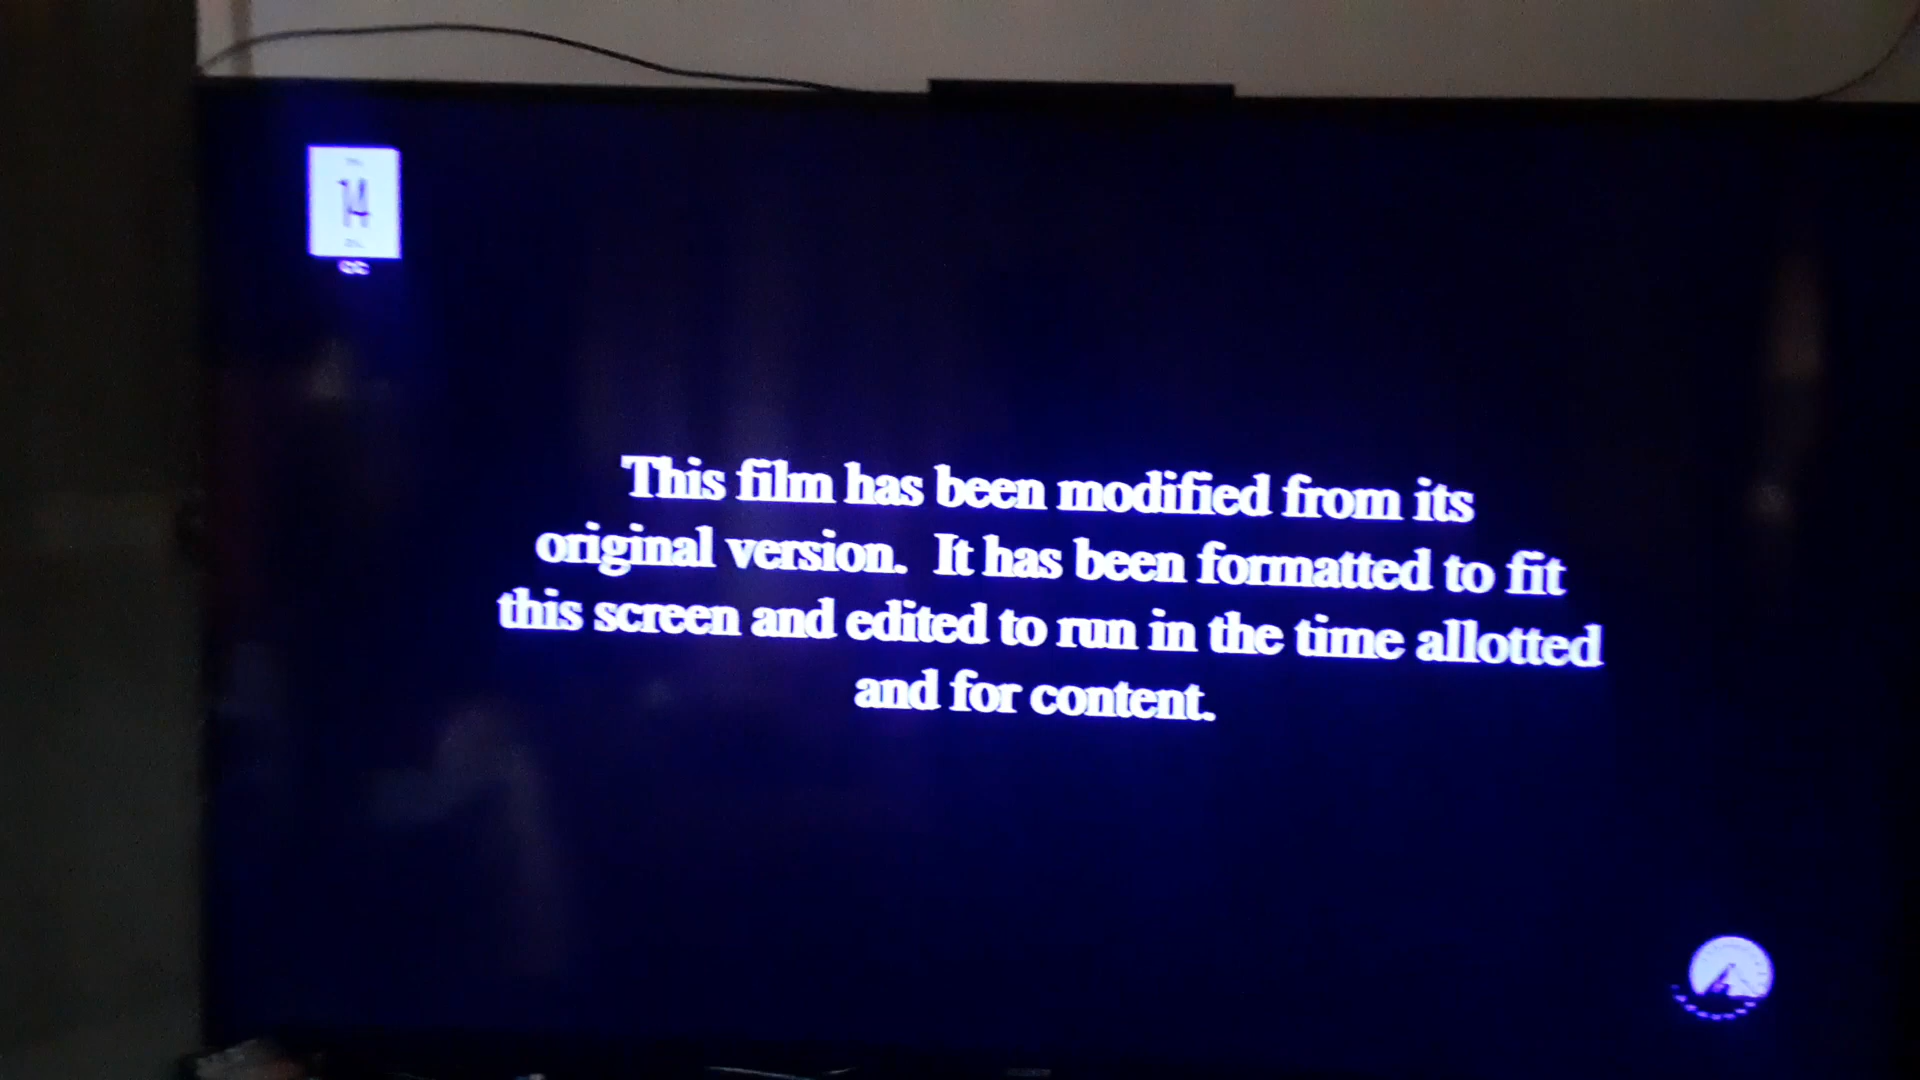 14
CC
This film has been modified from its
original version.  It has been formatted to fit
this screen and edited to run in the time allotted
and for content.